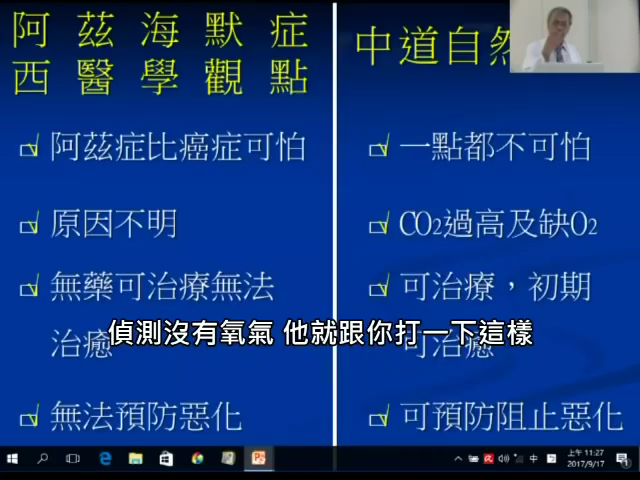 阿茲海默症
西醫學觀點
阿茲症比癌症可怕
原因不明
無藥可治療無法
治癒
無法預防惡化
中道自然
一點都不可怕
CO2過高及缺O2
可治療，初期
可治癒
可預防阻止惡化
偵測沒有氧氣 他就跟你打一下這樣
中
上午 11:27
2017/9/17